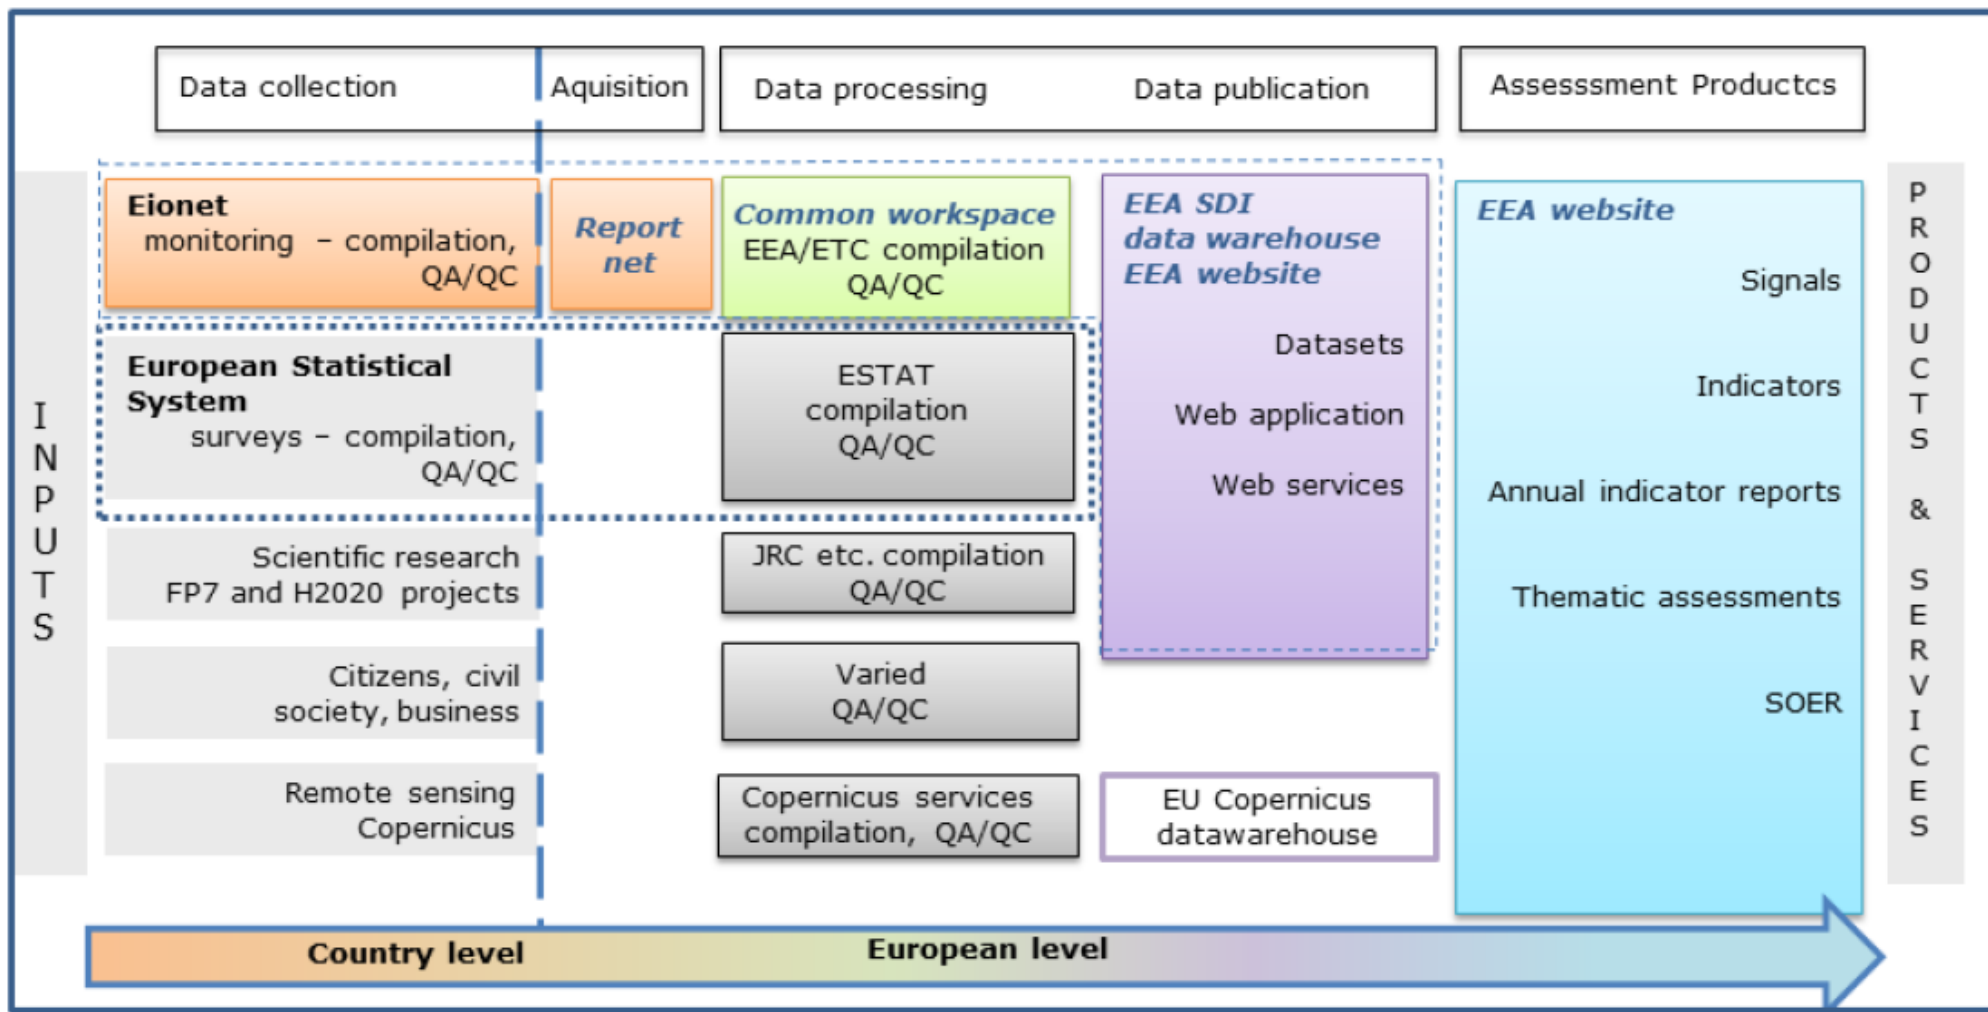 Data collection
Aquisition
Data processing
Data publication
Assesssment Productcs
INPUTS
Eionet
monitoring – compilation,
QA/QC
Report
net
Common workspace
EEA/ETC compilation
QA/QC
EEA SDI
data warehouse
EEA website
Datasets
Web application
Web services
EEA website
Signals
Indicators
Annual indicator reports
Thematic assessments
SOER
PRODUCTS & SERVICES
European Statistical
System
surveys – compilation,
QA/QC
ESTAT
compilation
QA/QC
Scientific research
FP7 and H2020 projects
JRC etc. compilation
QA/QC
Citizens, civil
society, business
Varied
QA/QC
Remote sensing
Copernicus
Copernicus services
compilation, QA/QC
EU Copernicus
datawarehouse
Country level
European level